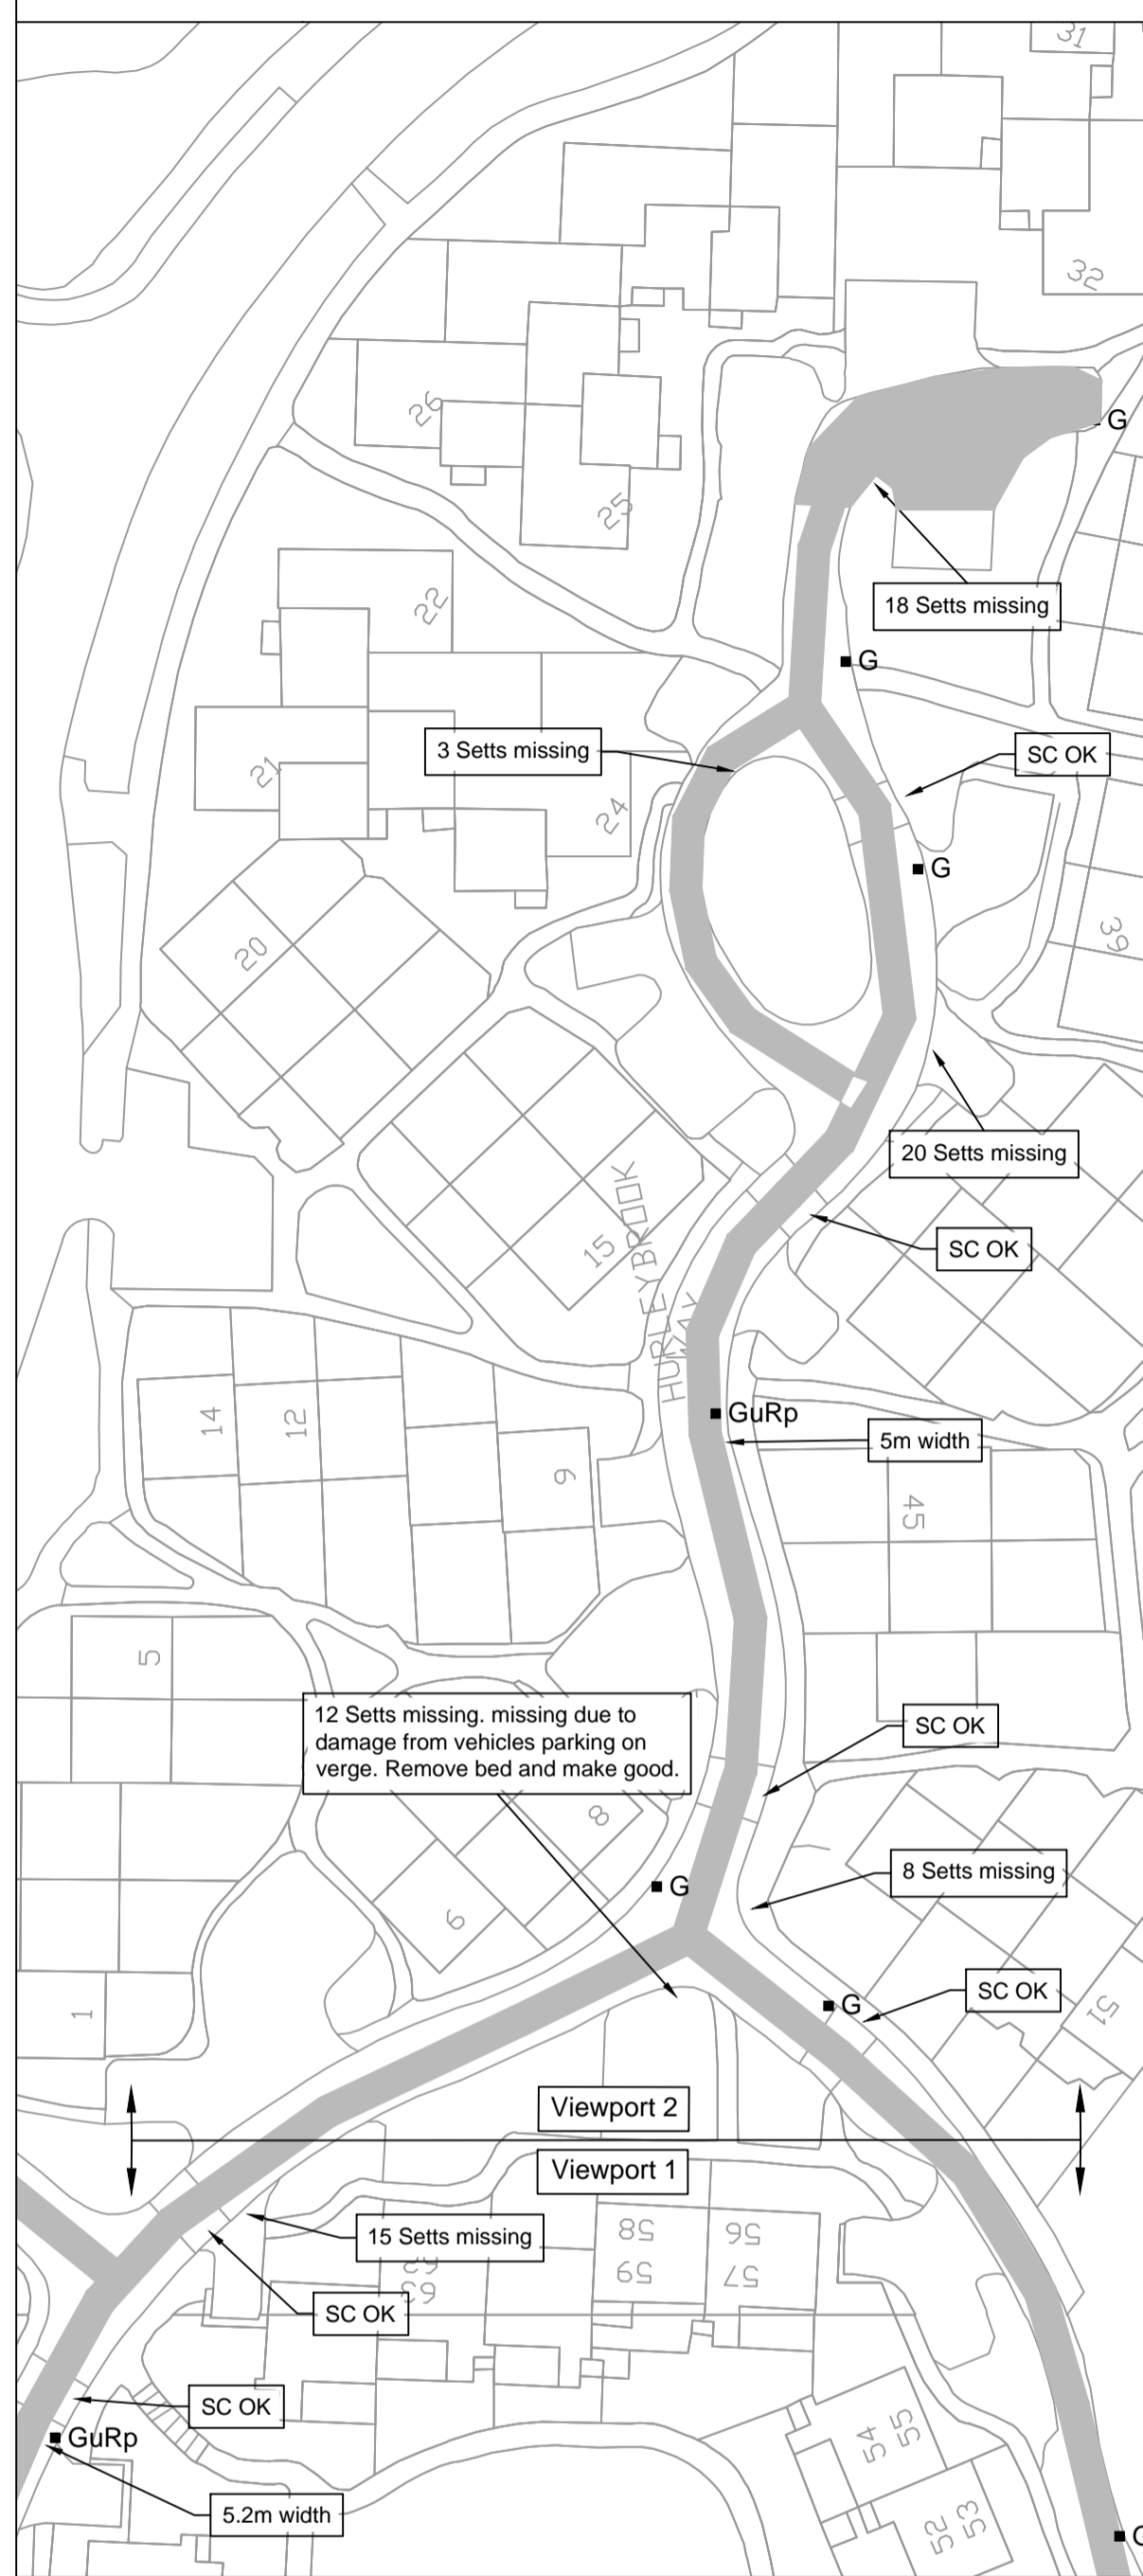 31
32
G
26
25
18 Setts missing
22
G
3 Setts missing
SC OK
21
24
G
39
20
20 Setts missing
HURLEYBROOK
WAY
15
SC OK
GuRp
14
12
5m width
9
45
5
12 Setts missing. missing due to
damage from vehicles parking on
verge. Remove bed and make good.
SC OK
8
8 Setts missing
G
6
SC OK
G
1
51
Viewport 2
Viewport 1
15 Setts missing
58
56
59
57
63
SC OK
SC OK
GuRp
54
55
5.2m width
52
53